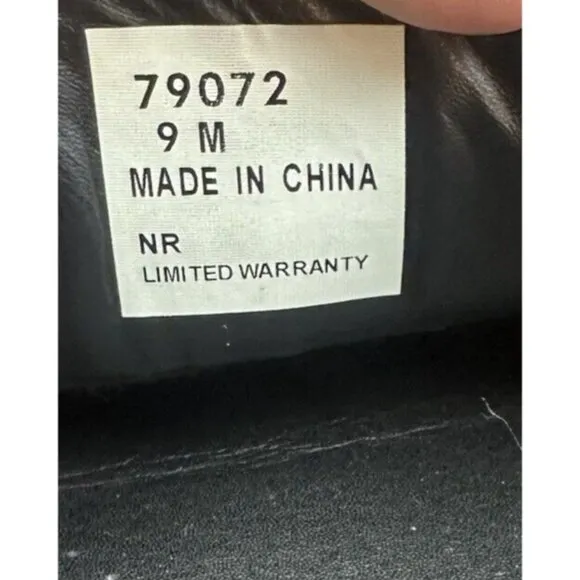 79072
9 M
MADE IN CHINA
NR
LIMITED WARRANTY